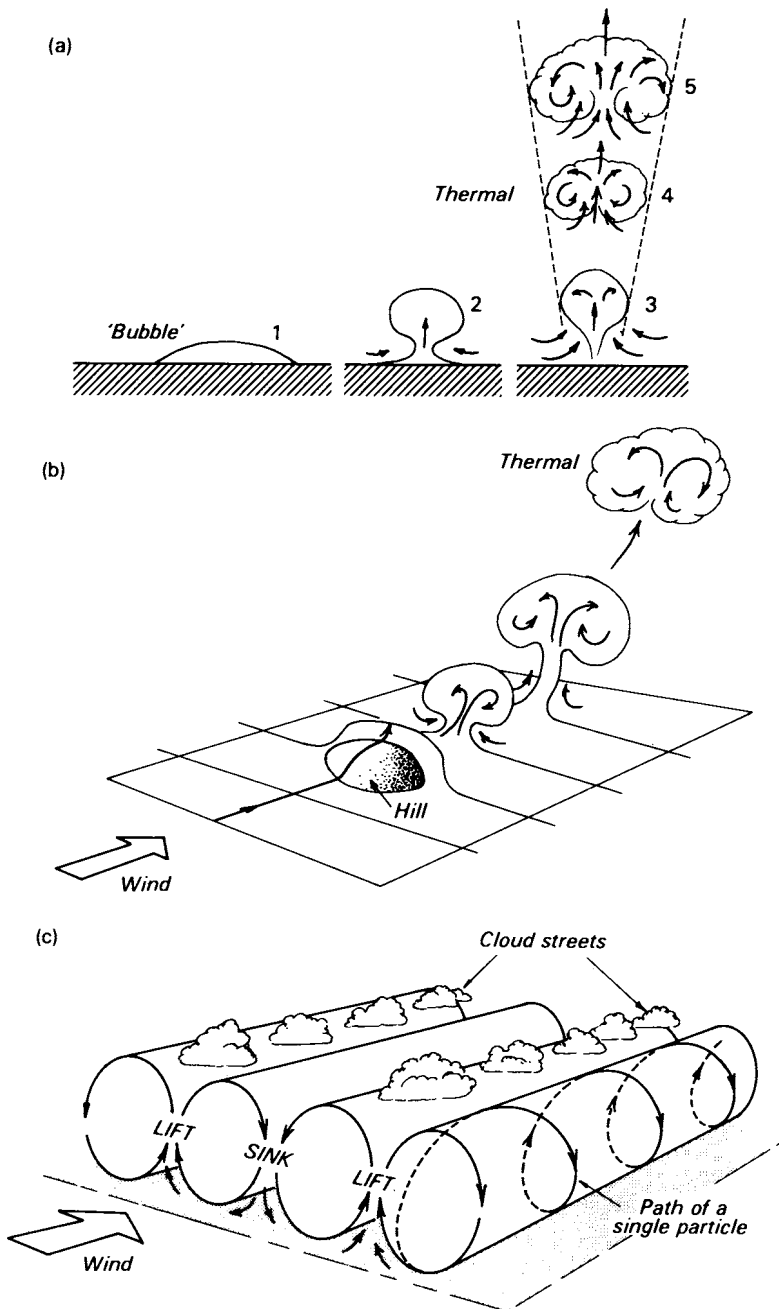 (a)
5
Thermal
4
'Bubble'
1
2
3
(b)
Thermal
Hill
Wind
(c)
Cloud streets
LIFT
SINK
LIFT
Path of a
single particle
Wind